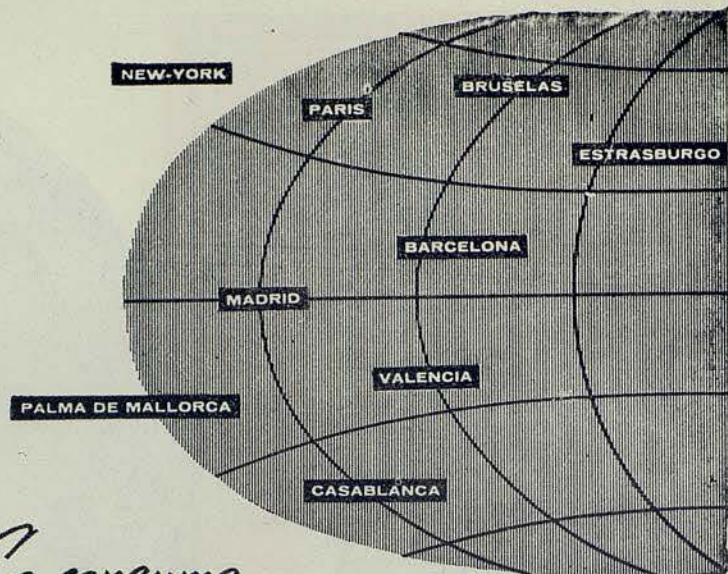 NEW-YORK
BRUSELAS
PARIS
ESTRASBURGO
BARCELONA
MADRID
VALENCIA
PALMA DE MALLORCA
CASABLANCA